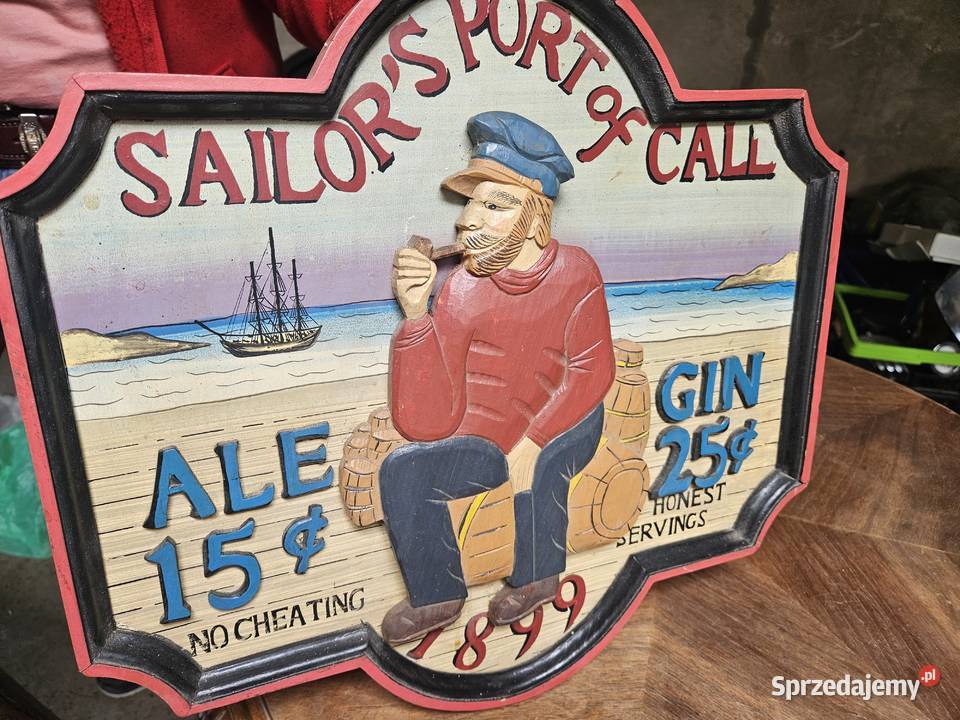 SAILOR'S PORT of CALL
ALE
15¢
NO CHEATING
GIN
25¢
HONEST
SERVINGS
1899
Sprzedajemy.pl